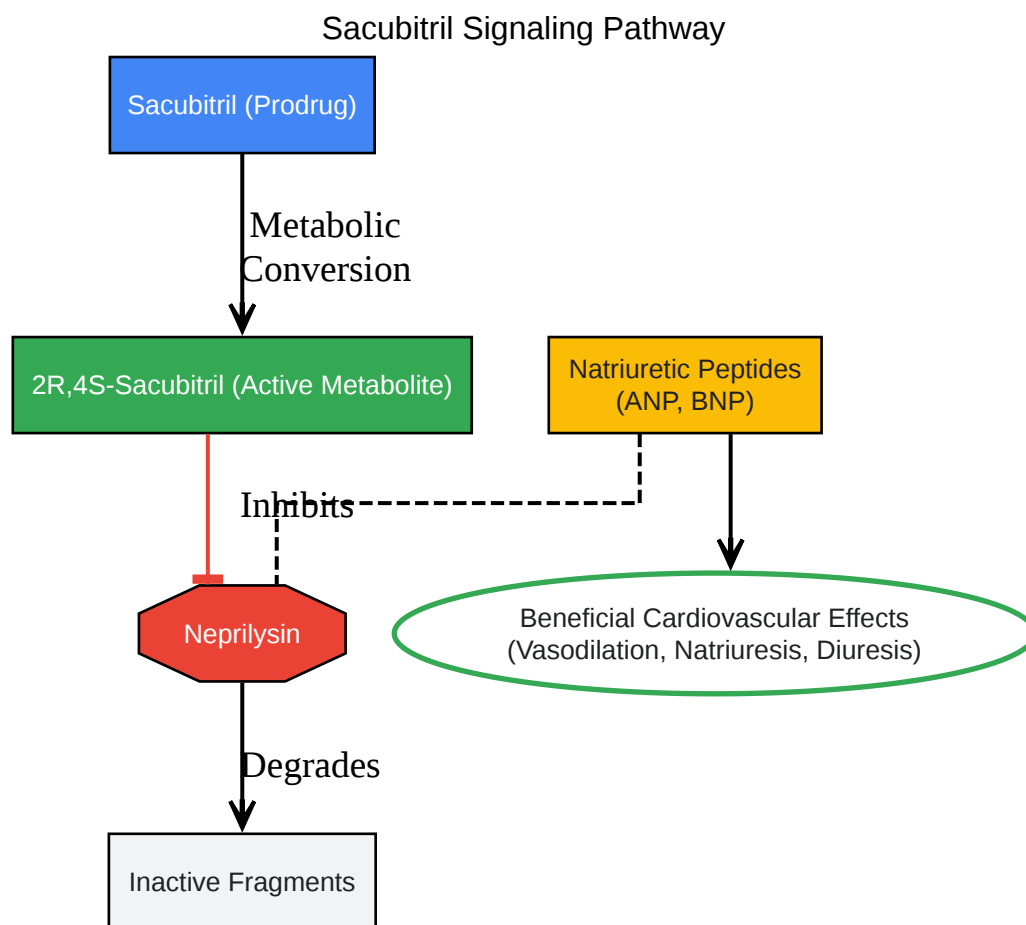 Sacubitril Signaling Pathway
Sacubitril (Prodrug)
Metabolic
Conversion
2R,4S-Sacubitril (Active Metabolite)
Natriuretic Peptides
(ANP, BNP)
Inhibits
Neprilysin
Beneficial Cardiovascular Effects
(Vasodilation, Natriuresis, Diuresis)
Degrades
Inactive Fragments